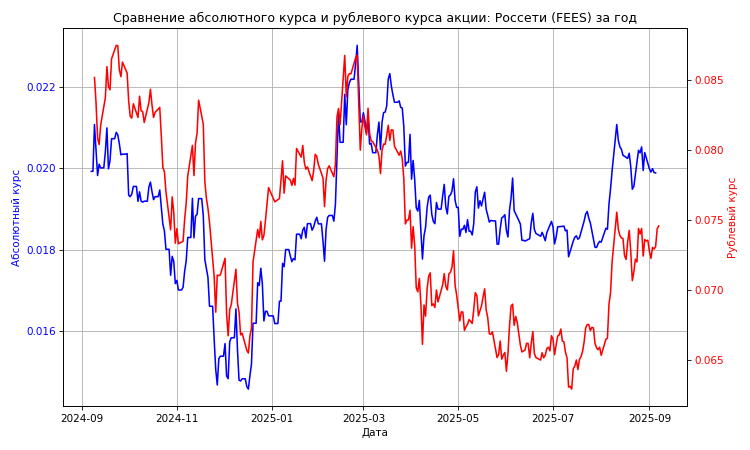 Сравнение абсолютного курса и рублевого курса акции: Россети (FEES) за год
Абсолютный курс
0.022
0.020
0.018
0.016
0.085
0.080
0.075
0.070
0.065
Рублевый курс
2024-09 2024-11 2025-01 2025-03 2025-05 2025-07 2025-09
Дата